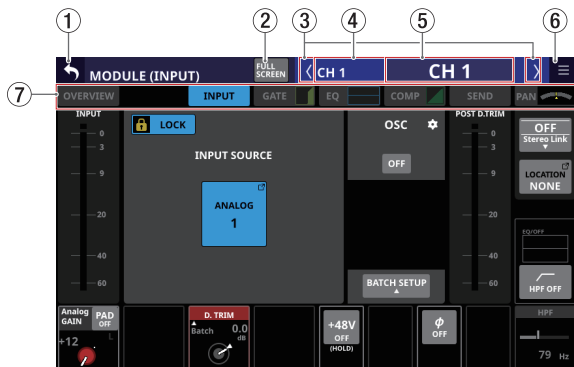 1
2
3
4
5
6
7
MODULE (INPUT)
FULL
SCREEN
CH 1
CH 1
OVERVIEW
INPUT
GATE
EQ
COMP
SEND
PAN
INPUT
0
3
9
20
40
60
LOCK
INPUT SOURCE
ANALOG
1
OSC
OFF
BATCH SETUP
POST D.TRIM
0
3
9
20
40
60
OFF
Stereo Link
LOCATION
NONE
EQ/OFF
HPF OFF
HPF
79 Hz
Analog
GAIN
PAD
OFF
+12
L
D. TRIM
Batch
0.0
dB
+48V
OFF
(HOLD)
ϕ
OFF